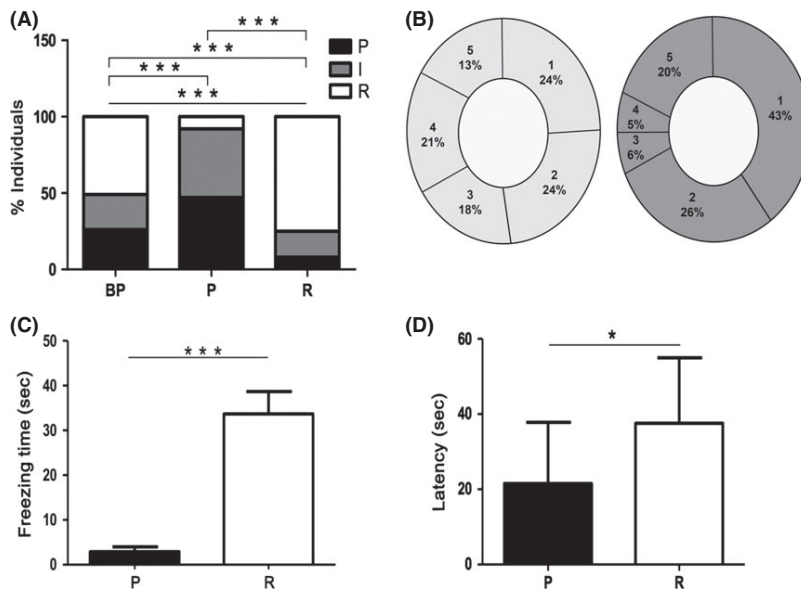 (A)
* * *
* * *
* * *
* * *
150
100
50
0
% Individuals
BP
P
R
P
I
R
(B)
5
13%
1
24%
4
21%
3
18%
2
24%
5
20%
1
43%
4
5%
3
6%
2
26%
(C)
* * *
50
40
30
20
10
0
Freezing time (sec)
P
R
(D)
*
60
40
20
0
Latency (sec)
P
R